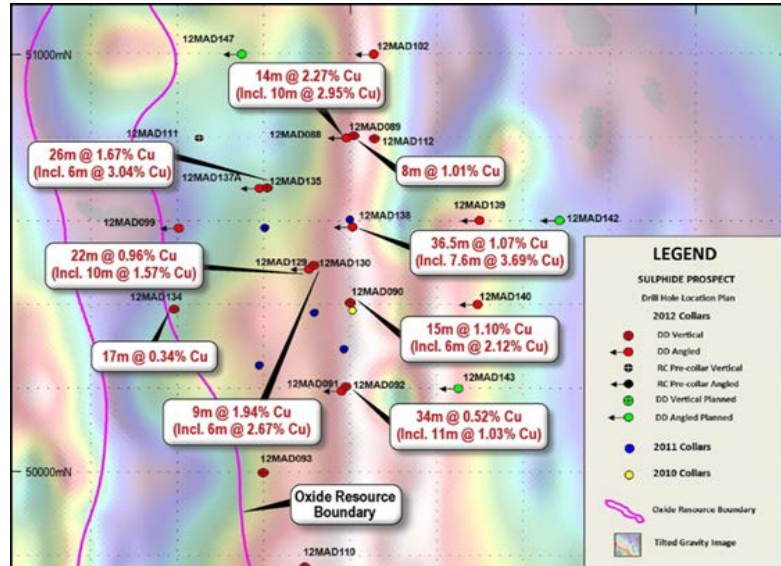 12MAD147
12MAD102
51000mN
14m @ 2.27% Cu
(Incl. 10m @ 2.95% Cu)
12MAD111
12MAD088
12MAD089
12MAD112
26m @ 1.67% Cu
(Incl. 6m @ 3.04% Cu)
8m @ 1.01% Cu
12MAD137A
12MAD135
12MAD099
12MAD138
12MAD139
12MAD142
22m @ 0.96% Cu
(Incl. 10m @ 1.57% Cu)
36.5m @ 1.07% Cu
(Incl. 7.6m @ 3.69% Cu)
12MAD129
12MAD130
12MAD134
12MAD090
12MAD140
17m @ 0.34% Cu
15m @ 1.10% Cu
(Incl. 6m @ 2.12% Cu)
12MAD091
12MAD092
12MAD143
9m @ 1.94% Cu
(Incl. 6m @ 2.67% Cu)
34m @ 0.52% Cu
(Incl. 11m @ 1.03% Cu)
12MAD093
50000mN
Oxide Resource
Boundary
12MAD110
LEGEND
SULPHIDE PROSPECT
Drill Hole Location Plan
2012 Collars
DD Vertical
DD Angled
RC Pre-collar Vertical
RC Pre-collar Angled
DD Vertical Planned
DD Angled Planned
2011 Collars
2010 Collars
Oxide Resource Boundary
Tilted Gravity Image